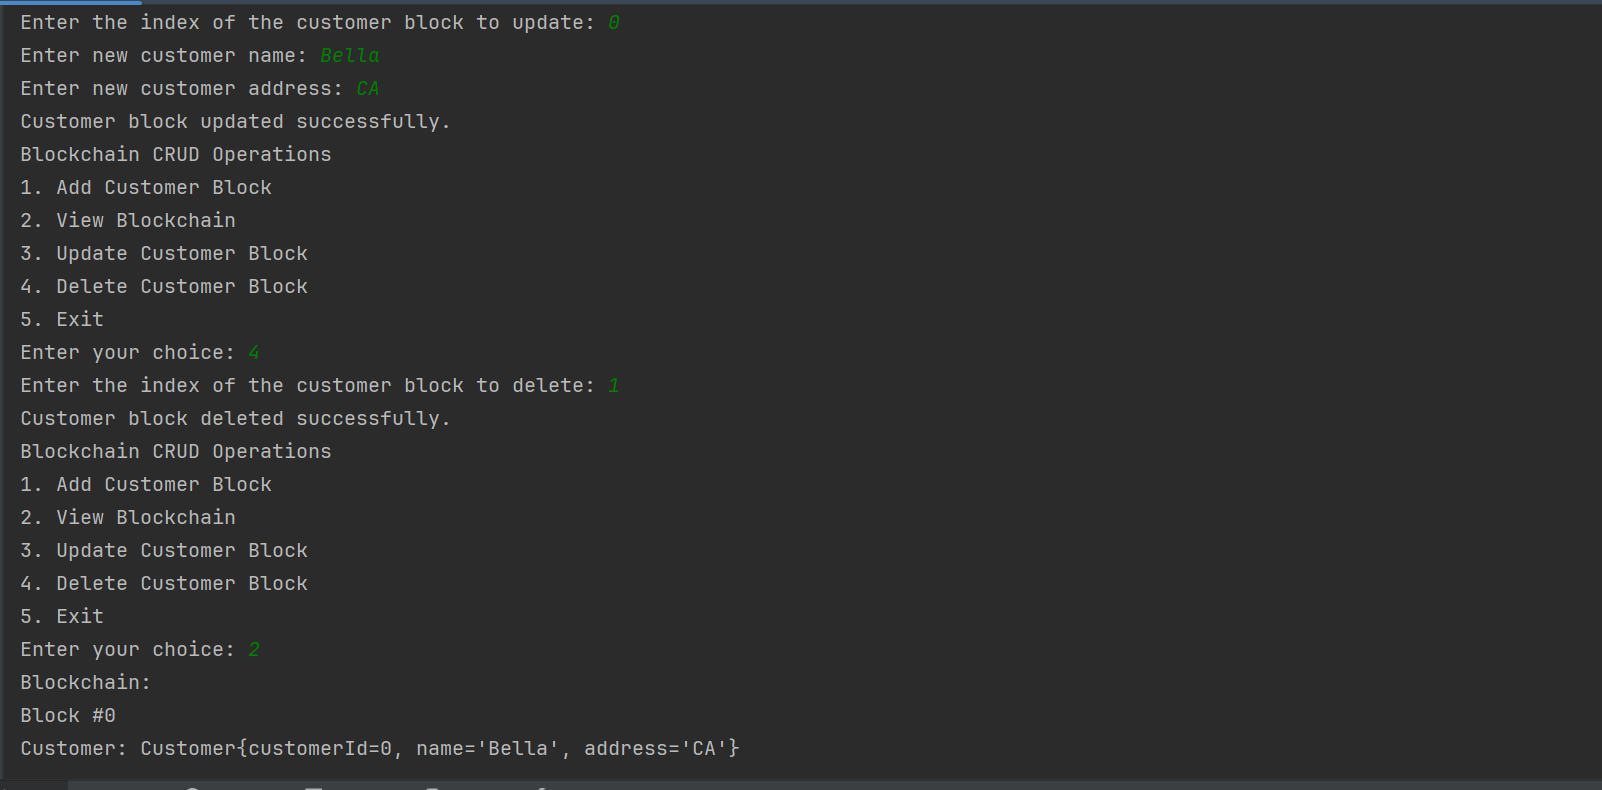 Enter the index of the customer block to update: 0
Enter new customer name: Bella
Enter new customer address: CA
Customer block updated successfully.
Blockchain CRUD Operations
1. Add Customer Block
2. View Blockchain
3. Update Customer Block
4. Delete Customer Block
5. Exit
Enter your choice: 4
Enter the index of the customer block to delete: 1
Customer block deleted successfully.
Blockchain CRUD Operations
1. Add Customer Block
2. View Blockchain
3. Update Customer Block
4. Delete Customer Block
5. Exit
Enter your choice: 2
Blockchain:
Block #0
Customer: Customer{customerId=0, name='Bella', address='CA'}